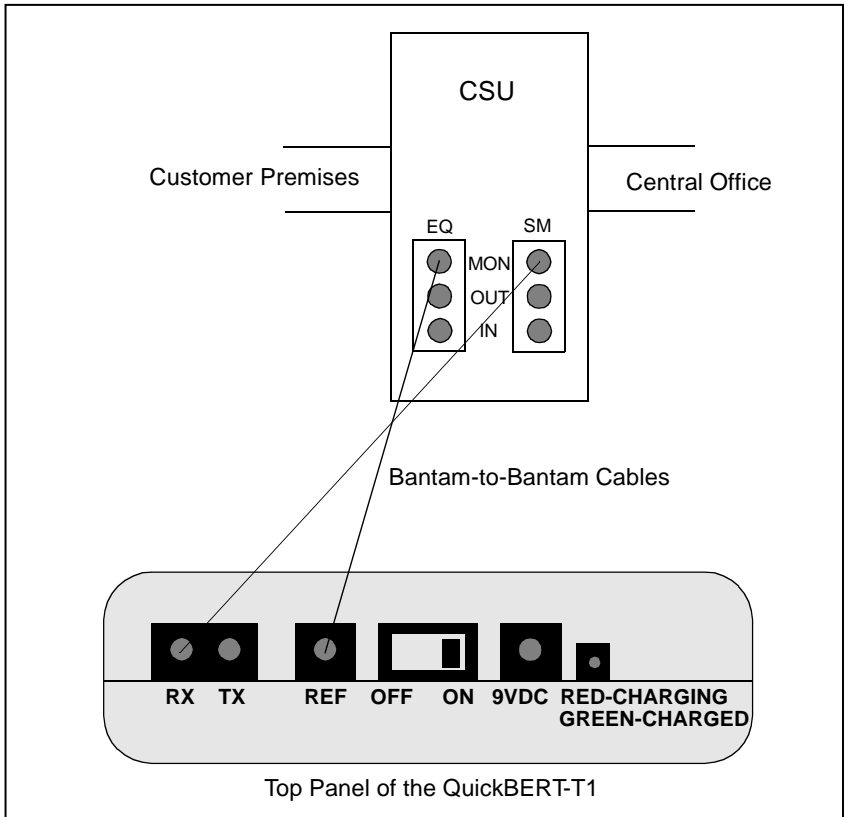 CSU
Customer Premises
Central Office
EQ
SM
MON
OUT
IN
Bantam-to-Bantam Cables
RX TX REF OFF ON 9VDC RED-CHARGING
GREEN-CHARGED
Top Panel of the QuickBERT-T1